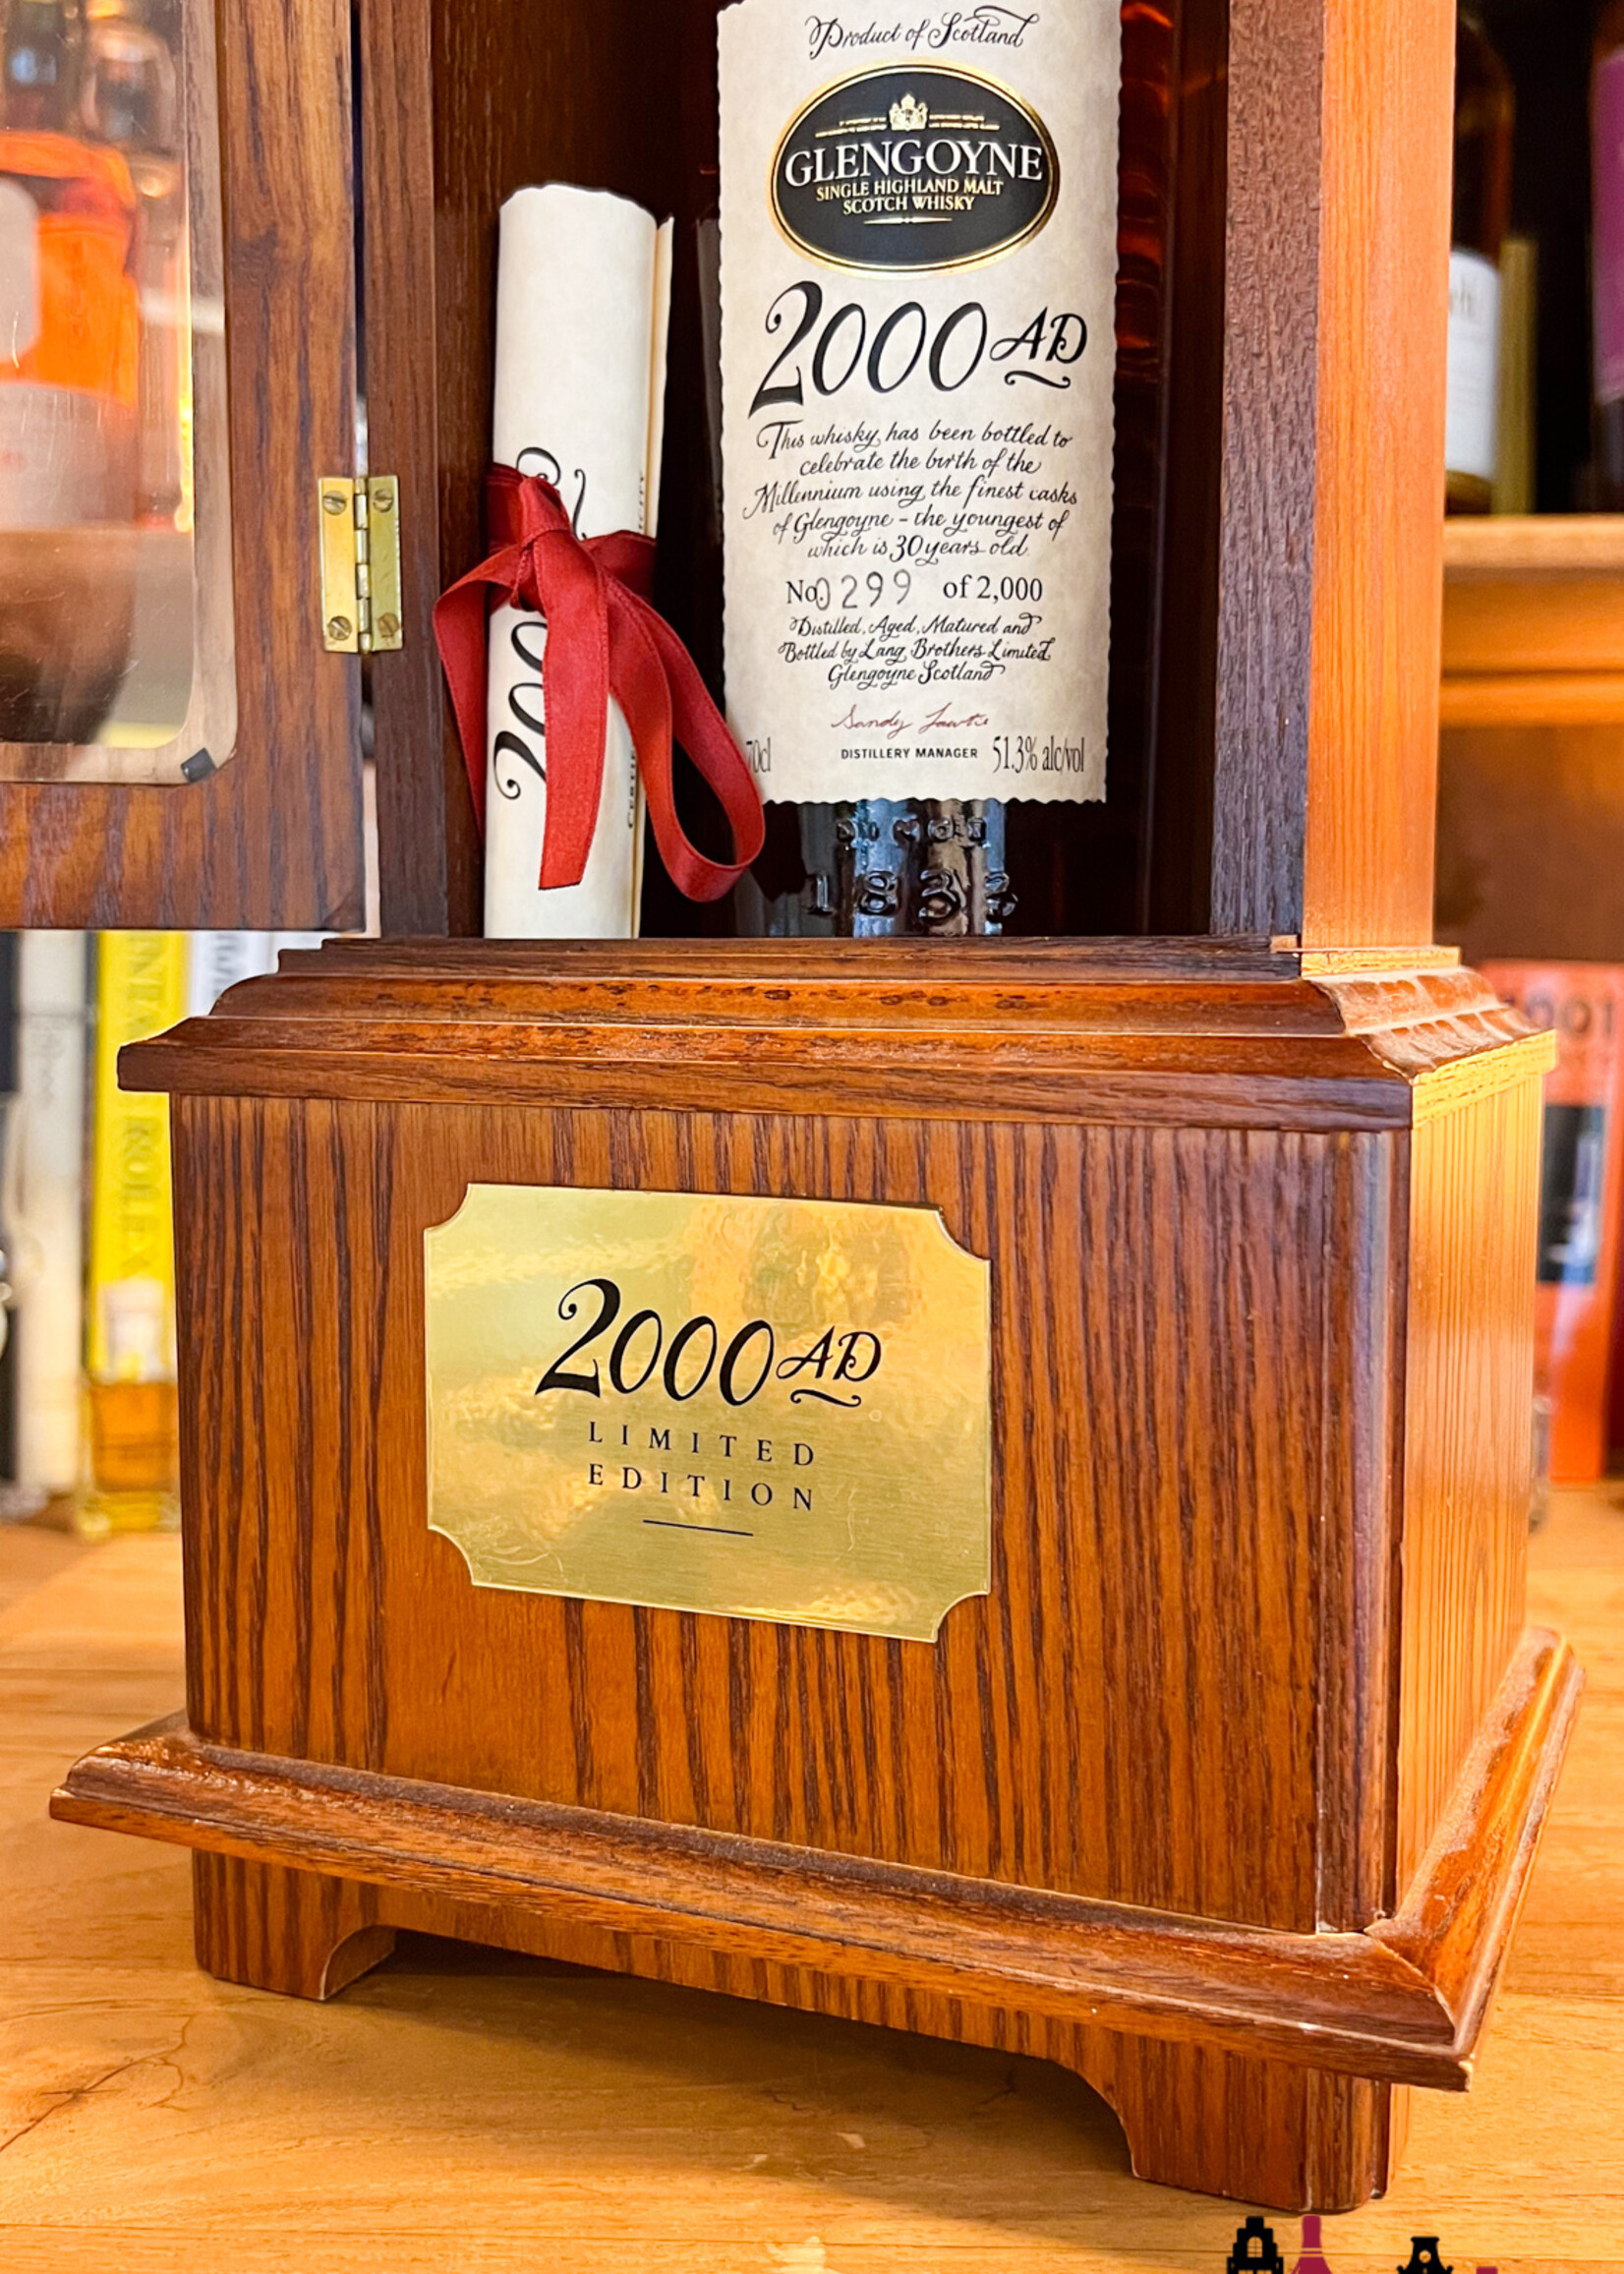 Product of Scotland
GLENGOYNE
SINGLE HIGHLAND MALT
SCOTCH WHISKY
2000 AD
This whisky has been bottled to
celebrate the birth of the
Millennium using the finest casks
of Glengoyne – the youngest of
which is 30 years old.
No. 0299 of 2,000
Distilled, Aged, Matured and
Bottled by Lang Brothers Limited,
Glengoyne Scotland
70cl
DISTILLERY MANAGER
51.3% alc/vol
200
2000 AD
LIMITED
EDITION